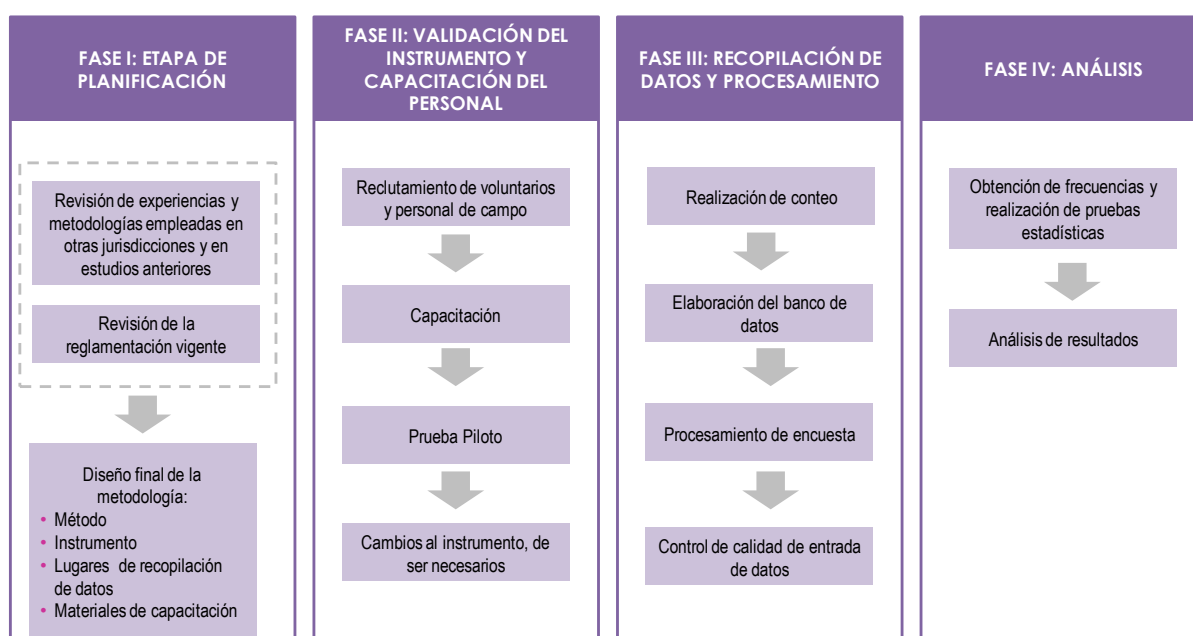 FASE I: ETAPA DE
PLANIFICACIÓN
Revisión de experiencias y
metodologías empleadas en
otras jurisdicciones y en
estudios anteriores
Revisión de la
reglamentación vigente
Diseño final de la
metodología:
• Método
• Instrumento
• Lugares de recopilación
de datos
• Materiales de capacitación
FASE II: VALIDACIÓN DEL
INSTRUMENTO Y
CAPACITACIÓN DEL
PERSONAL
Reclutamiento de voluntarios
y personal de campo
Capacitación
Prueba Piloto
Cambios al instrumento, de
ser necesarios
FASE III: RECOPILACIÓN DE
DATOS Y PROCESAMIENTO
Realización de conteo
Elaboración del banco de
datos
Procesamiento de encuesta
Control de calidad de entrada
de datos
FASE IV: ANÁLISIS
Obtención de frecuencias y
realización de pruebas
estadísticas
Análisis de resultados